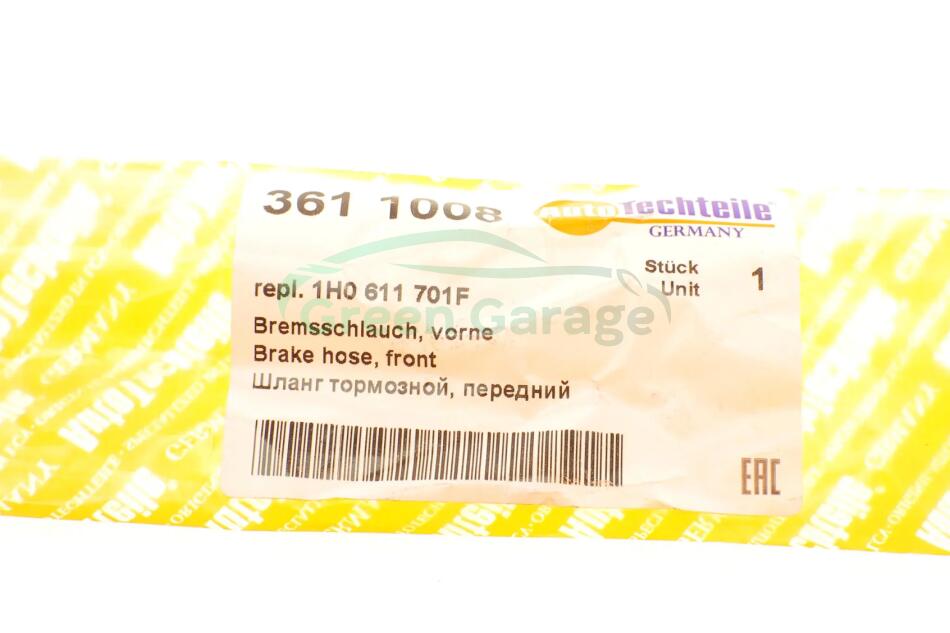 361 1008
AutoTechteile
GERMANY
Stück 1
Unit
repl. 1H0 611 701F
Green Garage
Bremsschlauch, vorne
Brake hose, front
Шланг тормозной, передний
EAC